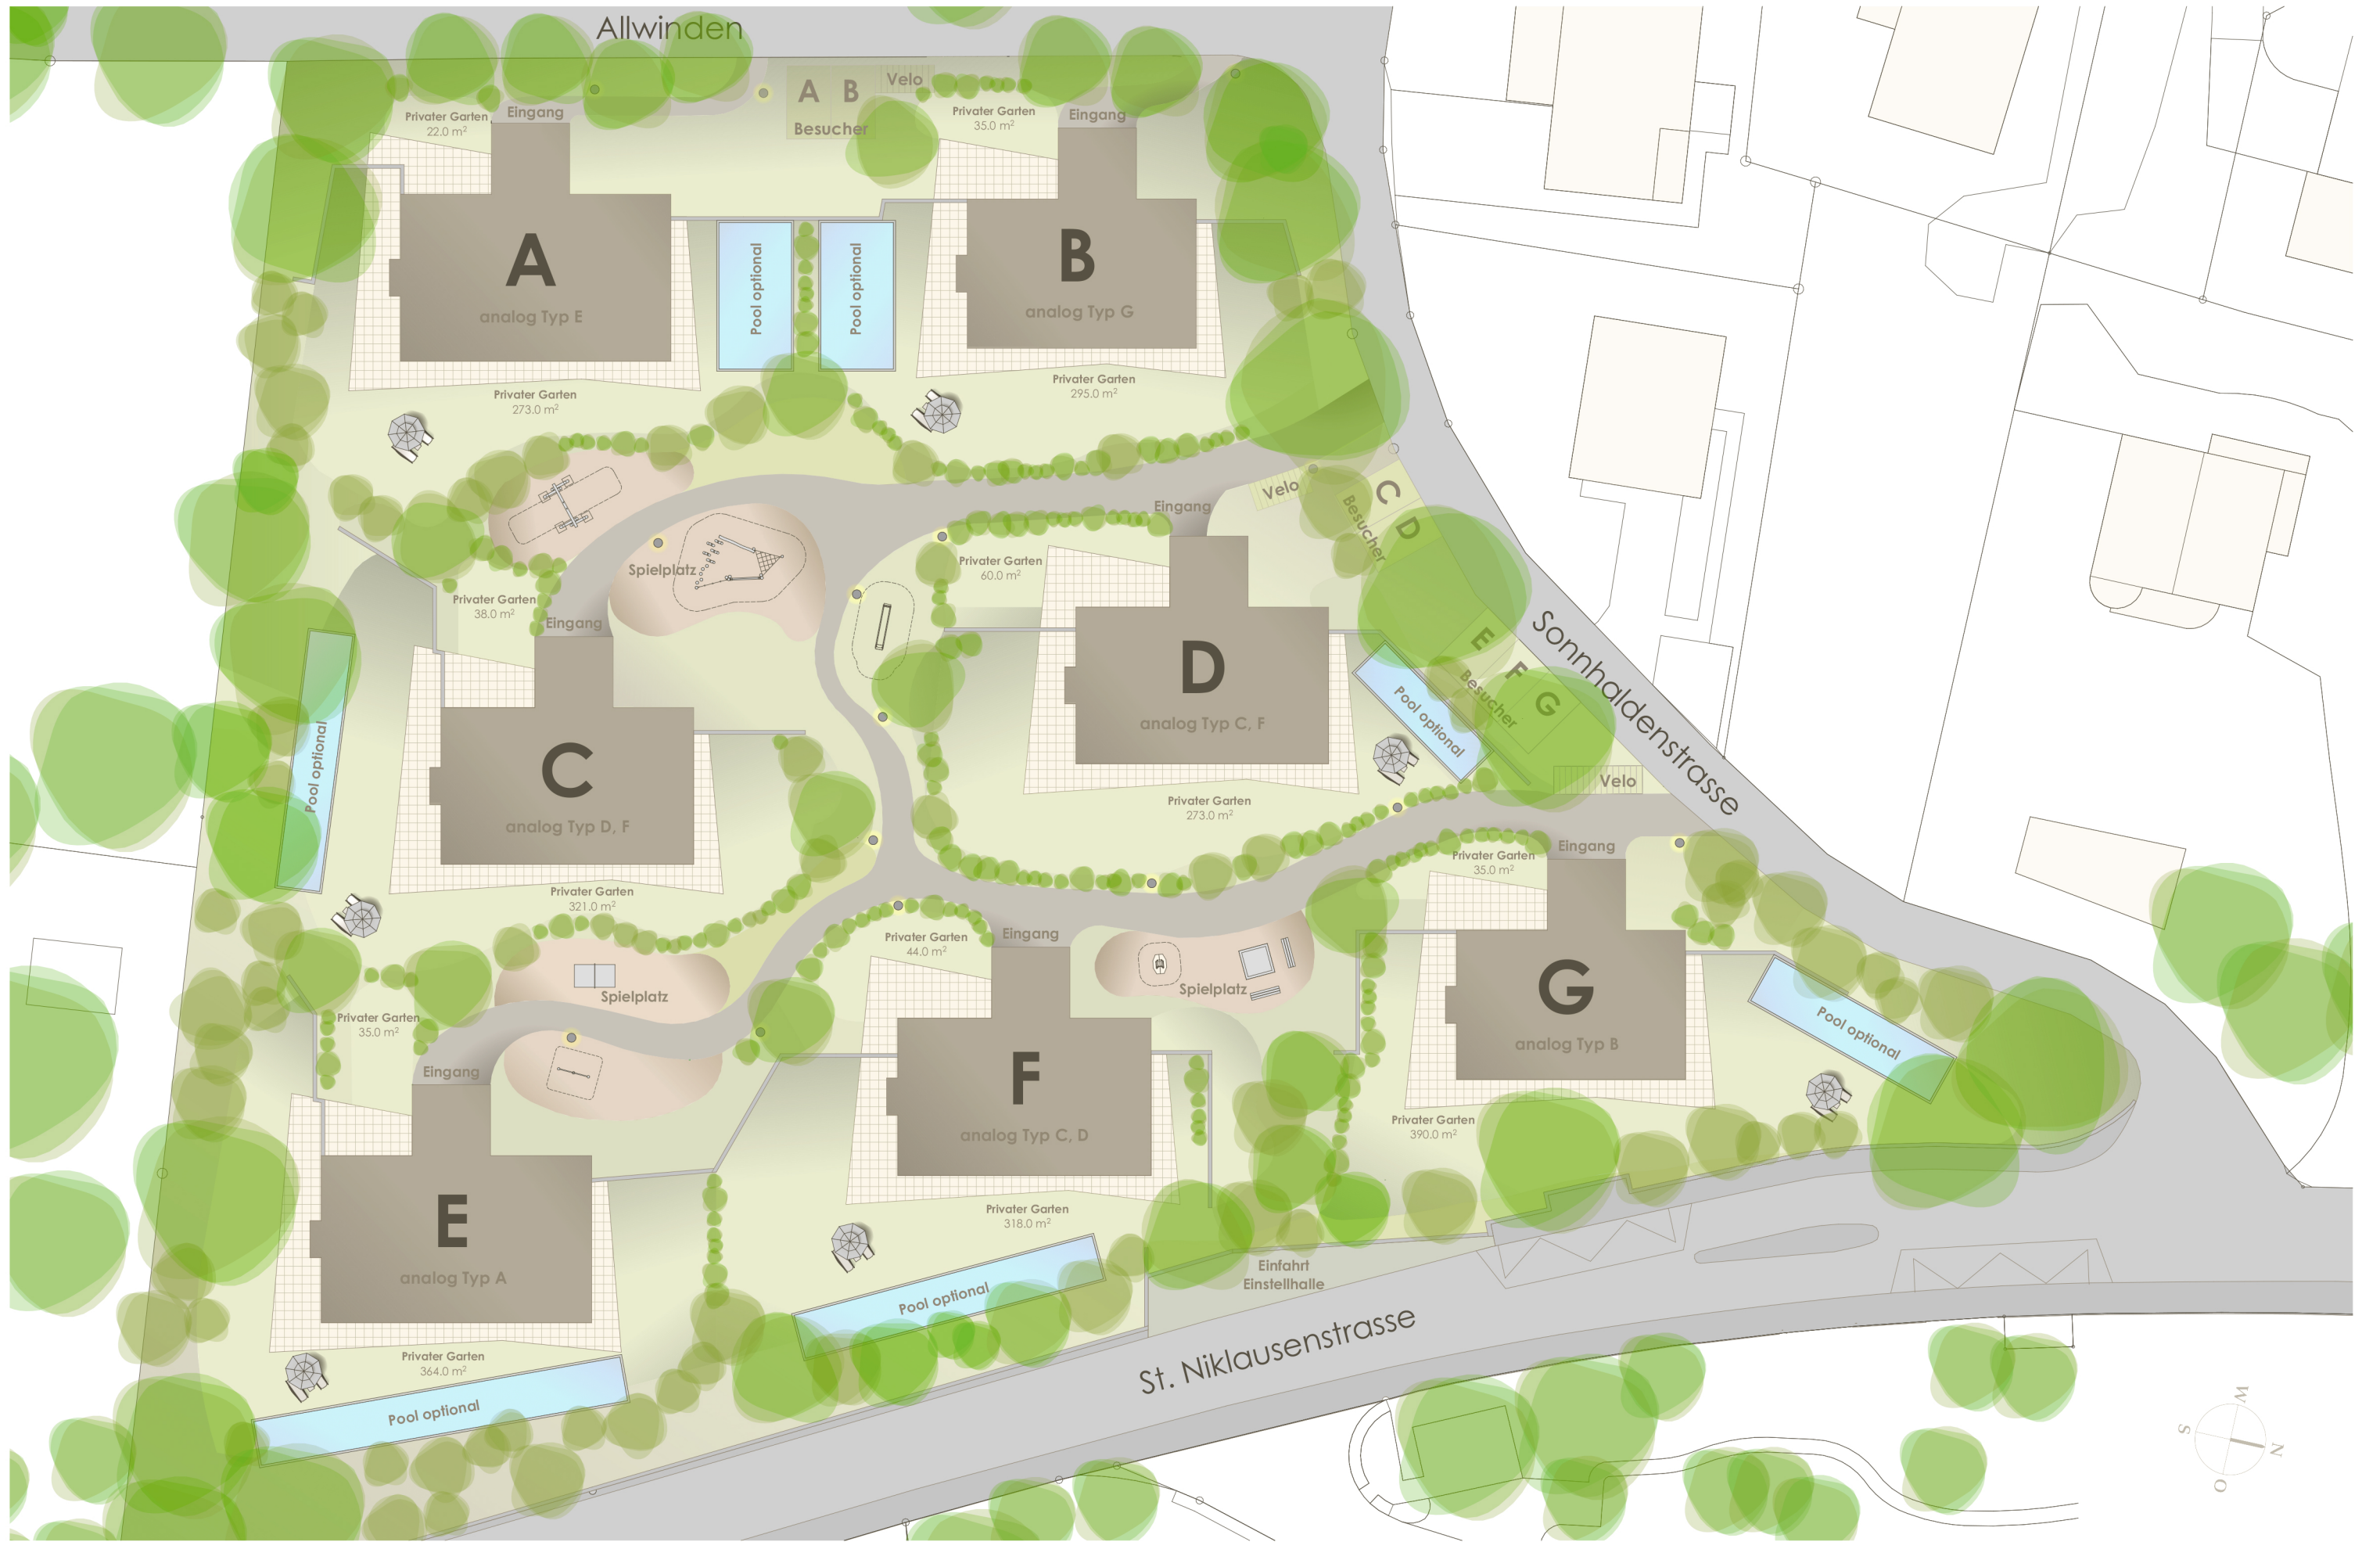 Allwinden
A B
Velo
Besucher
Privater Garten
22.0 m²
Eingang
Privater Garten
35.0 m²
Eingang
A
analog Typ E
Pool optional
Pool optional
B
analog Typ G
Privater Garten
273.0 m²
Privater Garten
295.0 m²
Velo
C
D
Besucher
Eingang
Spielplatz
Privater Garten
60.0 m²
Privater Garten
38.0 m²
Eingang
Sonnhaldenstrasse
E
F
G
Besucher
D
analog Typ C, F
Pool optional
Pool optional
C
analog Typ D, F
Velo
Privater Garten
273.0 m²
Privater Garten
35.0 m²
Eingang
Privater Garten
321.0 m²
Privater Garten
44.0 m²
Eingang
Spielplatz
Spielplatz
G
analog Typ B
Pool optional
Privater Garten
35.0 m²
Eingang
F
analog Typ C, D
Privater Garten
390.0 m²
E
analog Typ A
Privater Garten
318.0 m²
Pool optional
Einfahrt
Einstellhalle
Privater Garten
364.0 m²
Pool optional
St. Niklausenstrasse
W
S
N
O